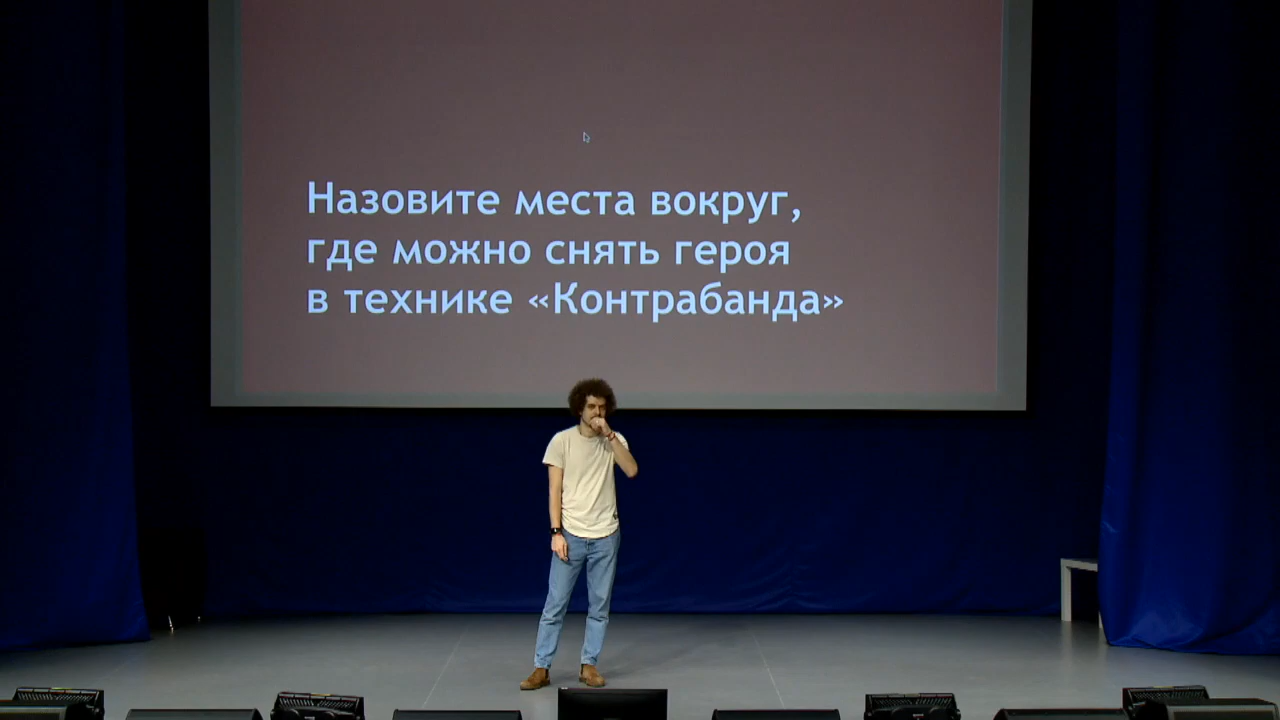 Назовите места вокруг,
где можно снять героя
в технике «Контрабанда»